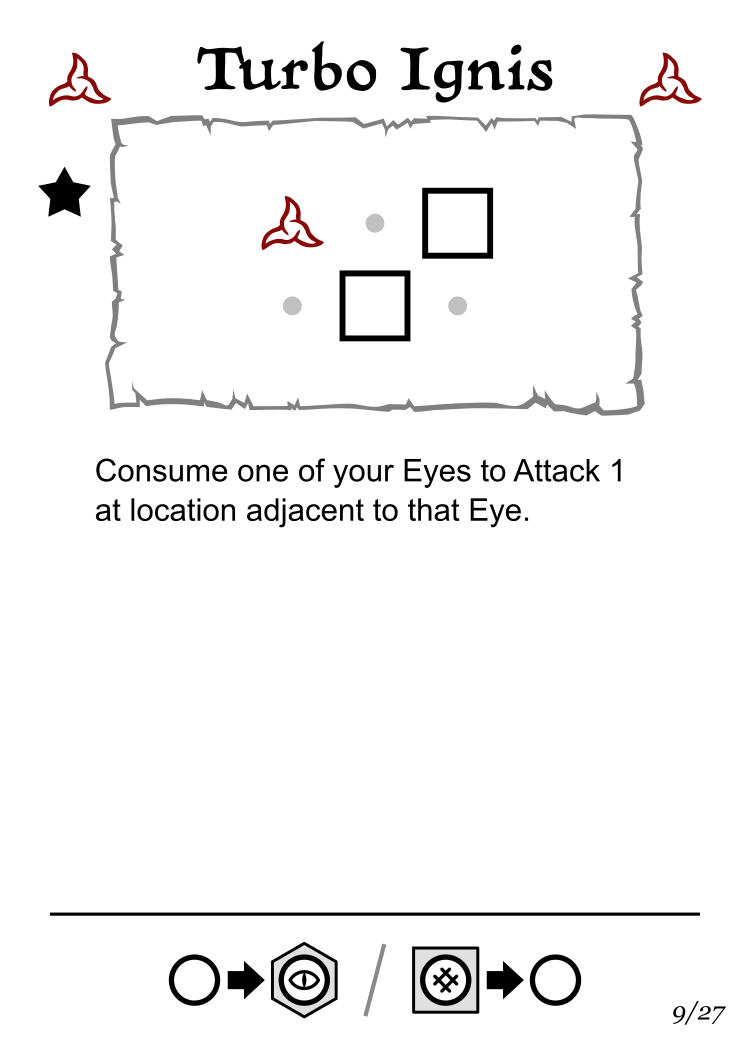 Turbo Ignis
Consume one of your Eyes to Attack 1
at location adjacent to that Eye.
9/27